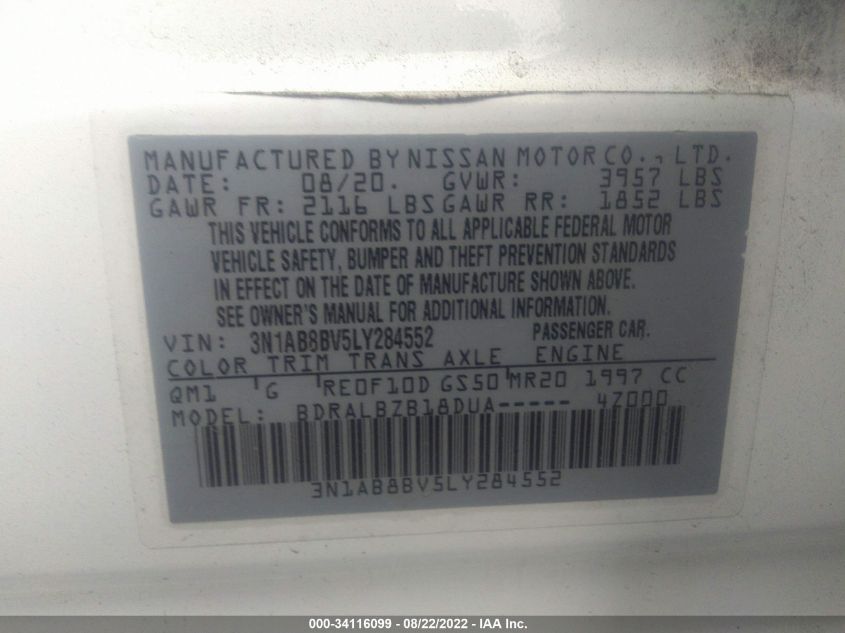 MANUFACTURED BY NISSAN MOTOR CO., LTD.
DATE: 08/20. GVWR: 3957 LBS
GAWR FR: 2116 LBS GAWR RR: 1852 LBS
THIS VEHICLE CONFORMS TO ALL APPLICABLE FEDERAL MOTOR
VEHICLE SAFETY, BUMPER AND THEFT PREVENTION STANDARDS
IN EFFECT ON THE DATE OF MANUFACTURE SHOWN ABOVE.
SEE OWNER'S MANUAL FOR ADDITIONAL INFORMATION.
VIN: 3N1AB8BV5LY284552 PASSENGER CAR.
COLOR TRIM TRANS AXLE ENGINE
QM1 G RE0F10D GS50 MR20 1997 CC
MODEL: BDRALBZB18DUA----- 4Z000
3N1AB8BV5LY284552
000-34116099 - 08/22/2022 - IAA Inc.